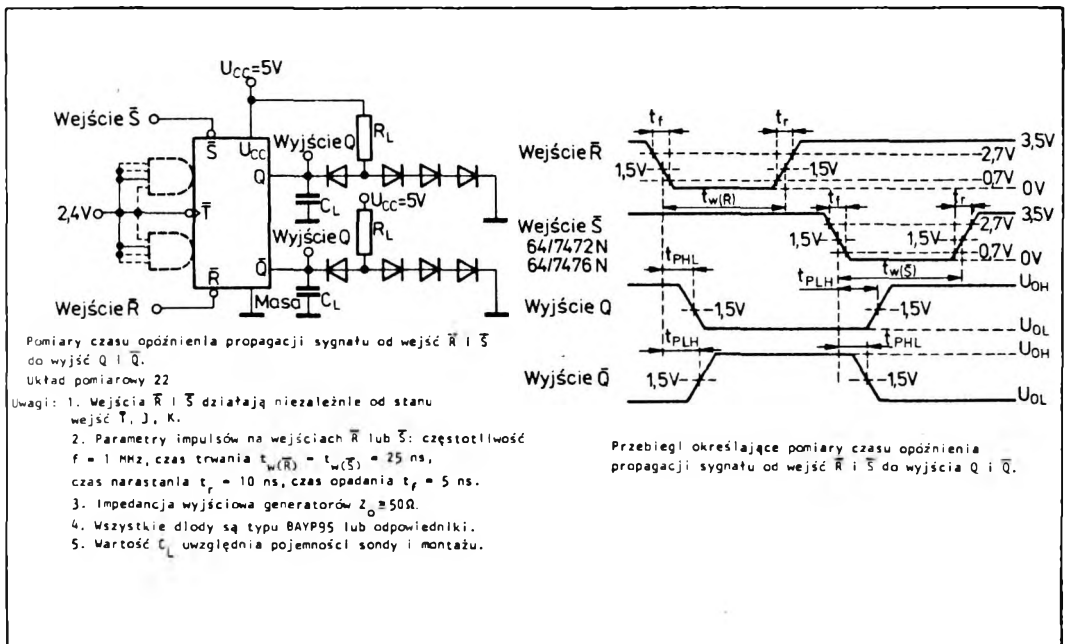 U_CC=5V
Wejście S̄
Wyjście Q
R_L
S̄
U_CC
Q
C_L
U_CC=5V
2,4V
T̄
Wyjście Q
R_L
Q̄
R̄
Masa
C_L
Wejście R̄
Pomiary czasu opóźnienia propagacji sygnału od wejść R̄ i S̄
do wyjść Q i Q̄.
Układ pomiarowy 22
Uwagi: 1. Wejścia R̄ i S̄ działają niezależnie od stanu
wejść T̄, J, K.
2. Parametry impulsów na wejściach R̄ lub S̄: częstotliwość
f = 1 MHz, czas trwania t_w(R̄) = t_w(S̄) = 25 ns,
czas narastania t_r = 10 ns, czas opadania t_f = 5 ns.
3. Impedancja wyjściowa generatorów Z_o ≅ 50Ω.
4. Wszystkie diody są typu BAYP95 lub odpowiedniki.
5. Wartość C_L uwzględnia pojemności sondy i montażu.
t_f
t_r
Wejście R̄
3,5V
2,7V
1,5V
1,5V
0,7V
0V
t_w(R)
t_f
t_r
Wejście S̄
64/7472N
64/7476N
3,5V
2,7V
1,5V
1,5V
0,7V
0V
t_w(S̄)
t_PHL
t_PLH
Wyjście Q
U_OH
1,5V
1,5V
U_OL
t_PLH
t_PHL
Wyjście Q̄
U_OH
1,5V
1,5V
U_OL
Przebiegi określające pomiary czasu opóźnienia
propagacji sygnału od wejść R̄ i S̄ do wyjścia Q i Q̄.